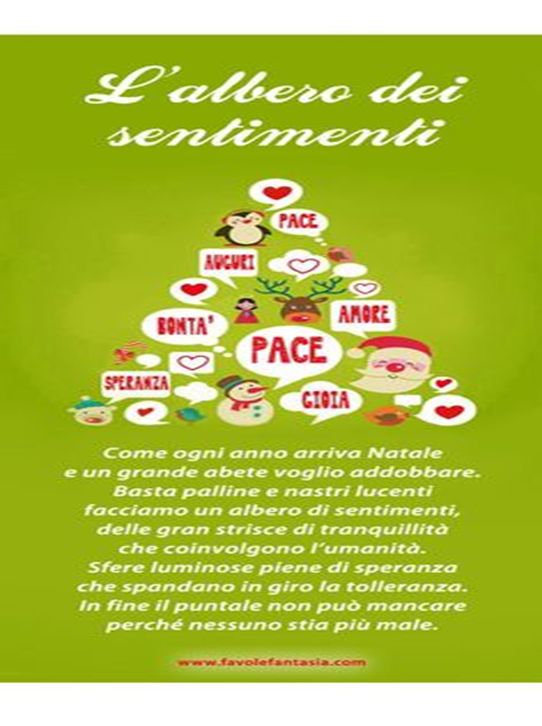 L'albero dei
sentimenti
PACE
AUGURI
BONTA'
AMORE
PACE
SPERANZA
GIOIA
Come ogni anno arriva Natale
e un grande abete voglio addobbare.
Basta palline e nastri lucenti
facciamo un albero di sentimenti,
delle gran strisce di tranquillità
che coinvolgono l'umanità.
Sfere luminose piene di speranza
che spandano in giro la tolleranza.
In fine il puntale non può mancare
perché nessuno stia più male.
www.favolefantasia.com